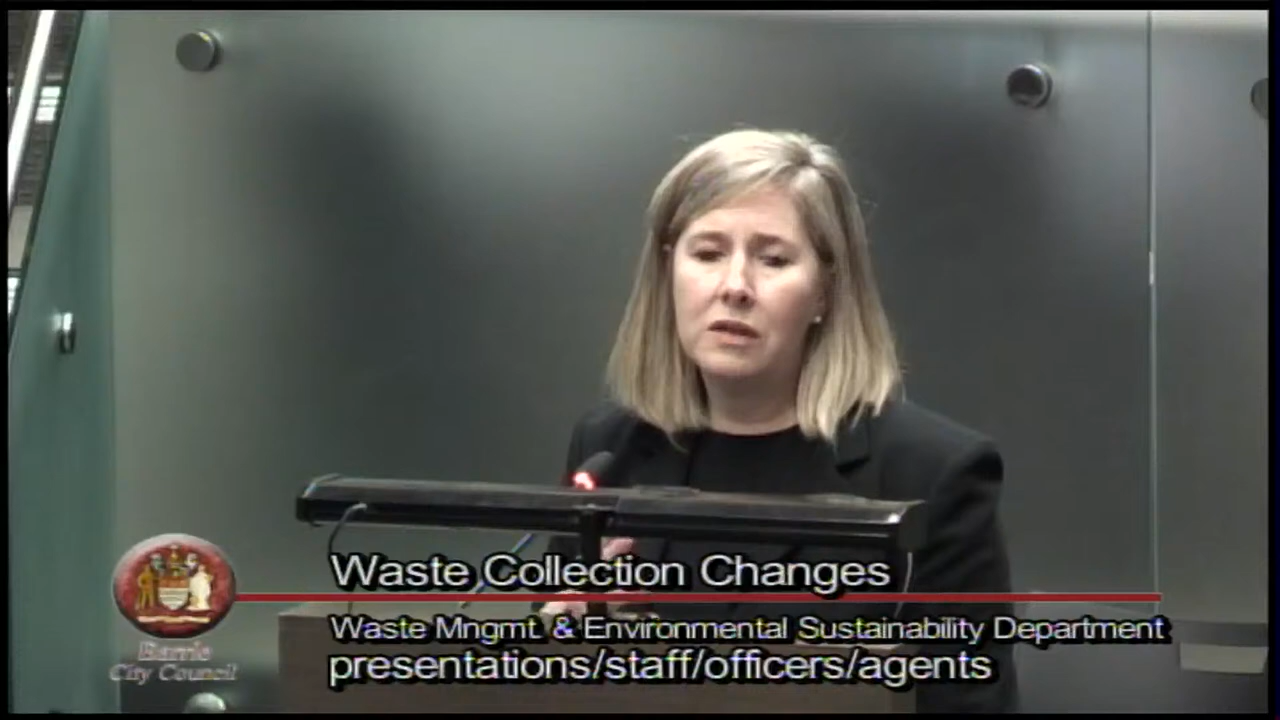 Waste Collection Changes
Waste Mngmt. & Environmental Sustainability Department
presentations/staff/officers/agents
Barrie
City Council